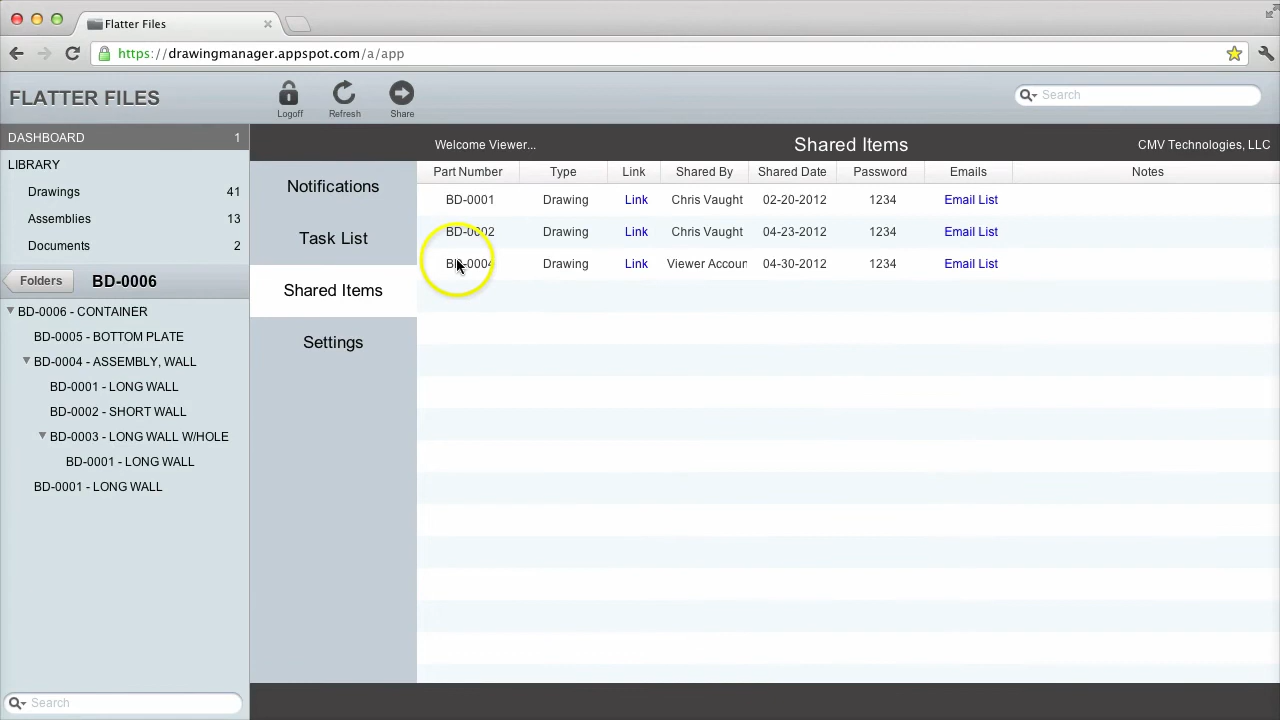 Flatter Files
https://drawingmanager.appspot.com/a/app
FLATTER FILES
Logoff
Refresh
Share
Search
DASHBOARD 1
LIBRARY
Drawings 41
Assemblies 13
Documents 2
Folders BD-0006
BD-0006 - CONTAINER
BD-0005 - BOTTOM PLATE
BD-0004 - ASSEMBLY, WALL
BD-0001 - LONG WALL
BD-0002 - SHORT WALL
BD-0003 - LONG WALL W/HOLE
BD-0001 - LONG WALL
BD-0001 - LONG WALL
Search
Notifications
Task List
Shared Items
Settings
Welcome Viewer... Shared Items CMV Technologies, LLC
Part Number Type Link Shared By Shared Date Password Emails Notes
BD-0001 Drawing Link Chris Vaught 02-20-2012 1234 Email List
BD-0002 Drawing Link Chris Vaught 04-23-2012 1234 Email List
BD-0004 Drawing Link Viewer Accoun 04-30-2012 1234 Email List